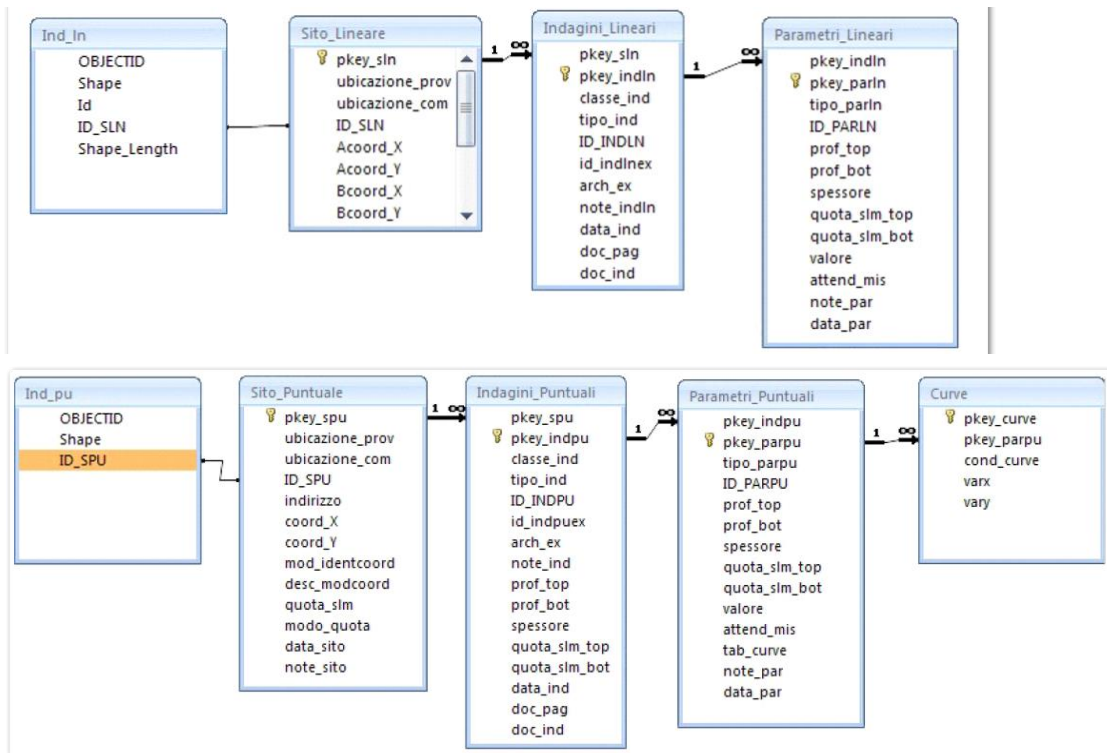 Ind_ln
OBJECTID
Shape
Id
ID_SLN
Shape_Length
Sito_Lineare
pkey_sln
ubicazione_prov
ubicazione_com
ID_SLN
Acoord_X
Acoord_Y
Bcoord_X
Bcoord_Y
1 ∞
Indagini_Lineari
pkey_sln
pkey_indln
classe_ind
tipo_ind
ID_INDLN
id_indlnex
arch_ex
note_indln
data_ind
doc_pag
doc_ind
1 ∞
Parametri_Lineari
pkey_indln
pkey_parln
tipo_parln
ID_PARLN
prof_top
prof_bot
spessore
quota_slm_top
quota_slm_bot
valore
attend_mis
note_par
data_par
Ind_pu
OBJECTID
Shape
ID_SPU
Sito_Puntuale
pkey_spu
ubicazione_prov
ubicazione_com
ID_SPU
indirizzo
coord_X
coord_Y
mod_identcoord
desc_modcoord
quota_slm
modo_quota
data_sito
note_sito
1 ∞
Indagini_Puntuali
pkey_spu
pkey_indpu
classe_ind
tipo_ind
ID_INDPU
id_indpuex
arch_ex
note_ind
prof_top
prof_bot
spessore
quota_slm_top
quota_slm_bot
data_ind
doc_pag
doc_ind
1 ∞
Parametri_Puntuali
pkey_indpu
pkey_parpu
tipo_parpu
ID_PARPU
prof_top
prof_bot
spessore
quota_slm_top
quota_slm_bot
valore
attend_mis
tab_curve
note_par
data_par
1 ∞
Curve
pkey_curve
pkey_parpu
cond_curve
varx
vary